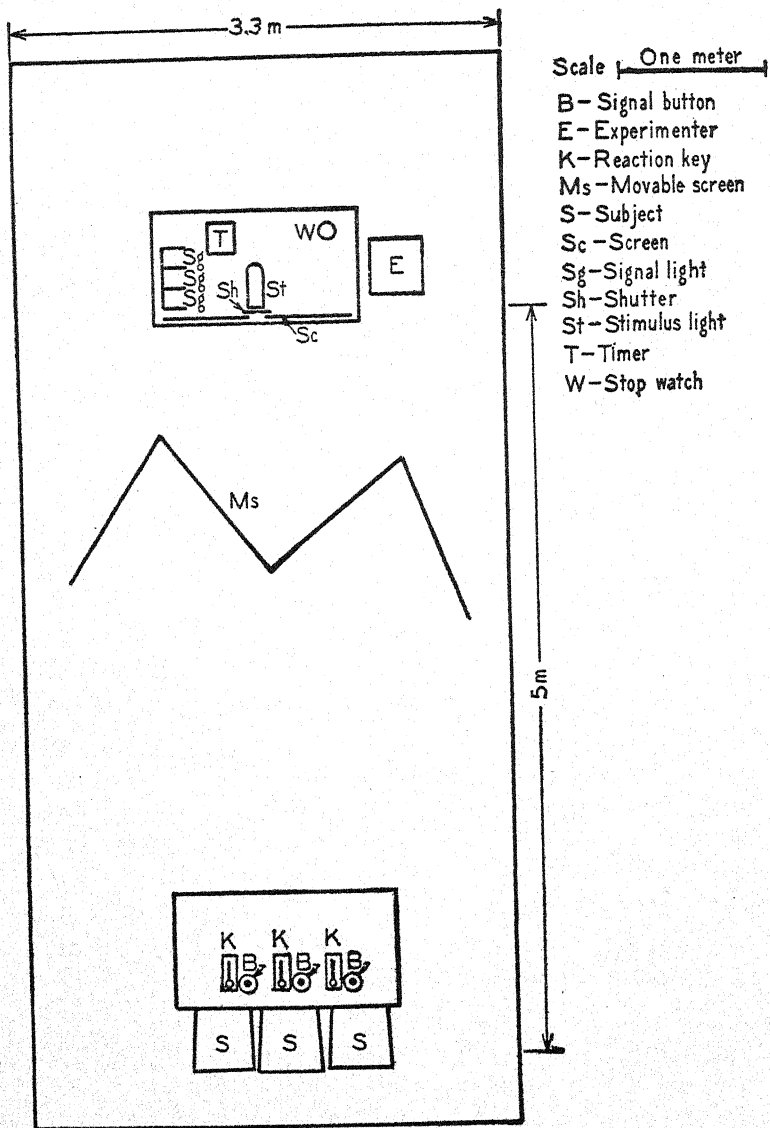 3.3 m
Scale One meter
B-Signal button
E-Experimenter
K-Reaction key
Ms-Movable screen
S-Subject
Sc-Screen
Sg-Signal light
Sh-Shutter
St-Stimulus light
T-Timer
W-Stop watch
T
W
E
Sg
Sg
Sg
Sh
St
Sc
Ms
5m
K K K
B B B
S S S